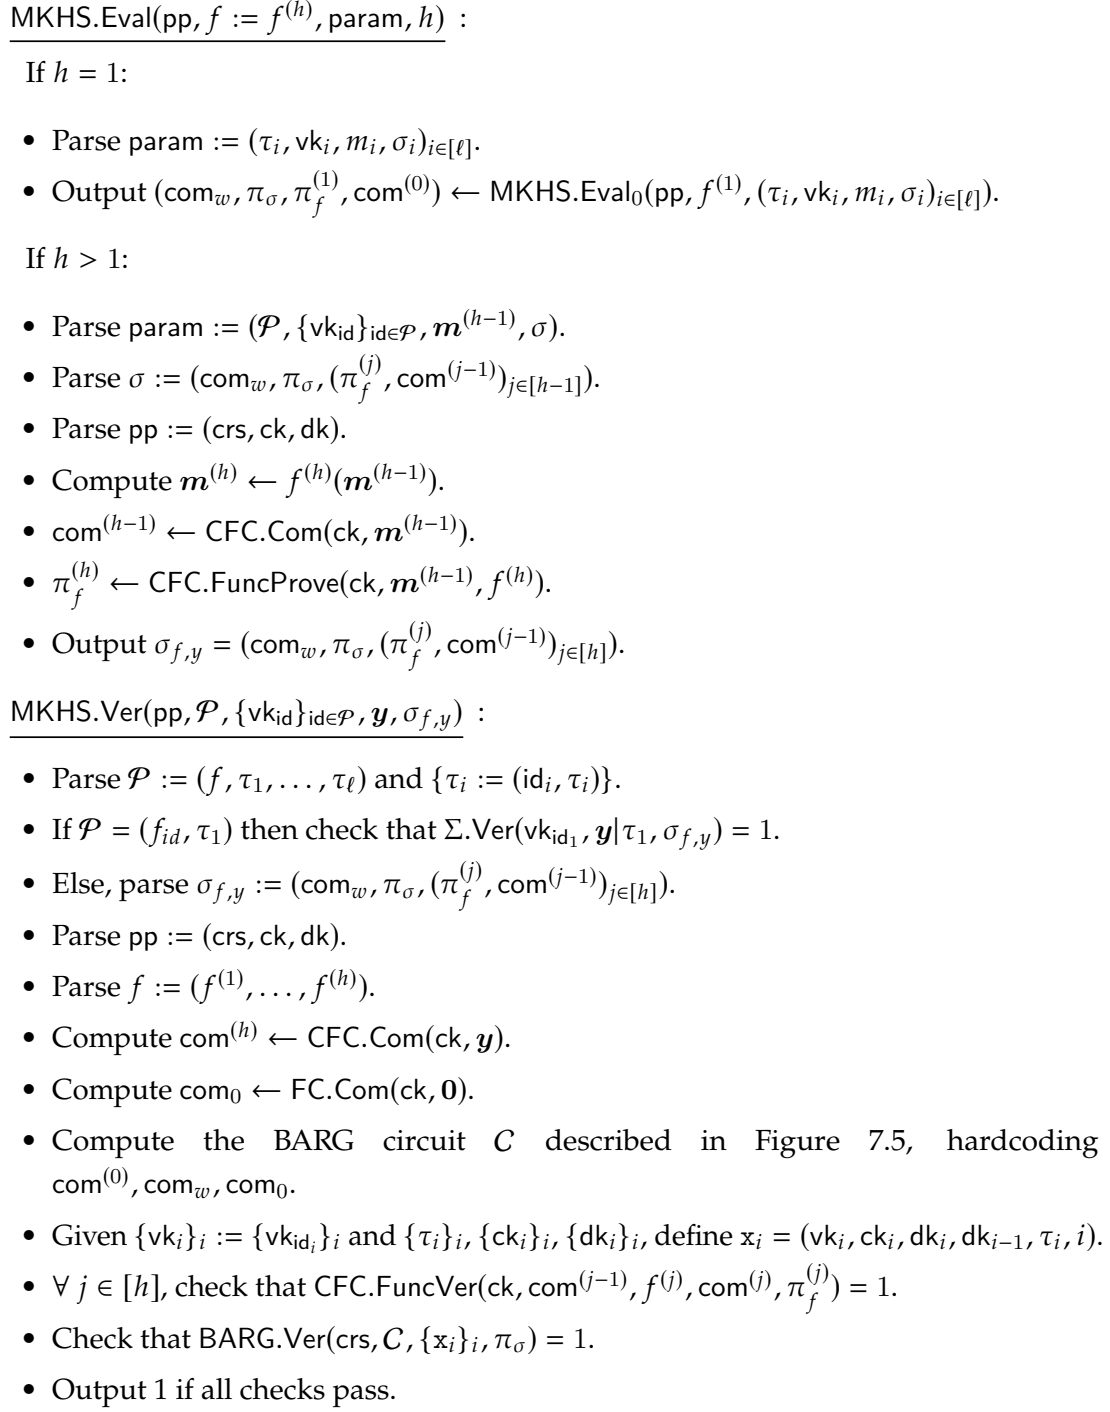 MKHS.Eval(pp, f := f^{(h)}, param, h) :
If h = 1:
• Parse param := (τ_i, vk_i, m_i, σ_i)_{i∈[ℓ]}.
• Output (com_w, π_σ, π_f^{(1)}, com^{(0)}) ← MKHS.Eval_0(pp, f^{(1)}, (τ_i, vk_i, m_i, σ_i)_{i∈[ℓ]}).
If h > 1:
• Parse param := (𝓟, {vk_id}_{id∈𝓟}, 𝒎^{(h−1)}, σ).
• Parse σ := (com_w, π_σ, (π_f^{(j)}, com^{(j−1)})_{j∈[h−1]}).
• Parse pp := (crs, ck, dk).
• Compute 𝒎^{(h)} ← f^{(h)}(𝒎^{(h−1)}).
• com^{(h−1)} ← CFC.Com(ck, 𝒎^{(h−1)}).
• π_f^{(h)} ← CFC.FuncProve(ck, 𝒎^{(h−1)}, f^{(h)}).
• Output σ_{f,y} = (com_w, π_σ, (π_f^{(j)}, com^{(j−1)})_{j∈[h]}).
MKHS.Ver(pp, 𝓟, {vk_id}_{id∈𝓟}, 𝒚, σ_{f,y}) :
• Parse 𝓟 := (f, τ_1, . . . , τ_ℓ) and {τ_i := (id_i, τ_i)}.
• If 𝓟 = (f_{id}, τ_1) then check that Σ.Ver(vk_{id_1}, 𝒚|τ_1, σ_{f,y}) = 1.
• Else, parse σ_{f,y} := (com_w, π_σ, (π_f^{(j)}, com^{(j−1)})_{j∈[h]}).
• Parse pp := (crs, ck, dk).
• Parse f := (f^{(1)}, . . . , f^{(h)}).
• Compute com^{(h)} ← CFC.Com(ck, 𝒚).
• Compute com_0 ← FC.Com(ck, 𝟎).
• Compute the BARG circuit 𝒞 described in Figure 7.5, hardcoding
com^{(0)}, com_w, com_0.
• Given {vk_i}_i := {vk_{id_i}}_i and {τ_i}_i, {ck_i}_i, {dk_i}_i, define x_i = (vk_i, ck_i, dk_i, dk_{i−1}, τ_i, i).
• ∀ j ∈ [h], check that CFC.FuncVer(ck, com^{(j−1)}, f^{(j)}, com^{(j)}, π_f^{(j)}) = 1.
• Check that BARG.Ver(crs, 𝒞, {x_i}_i, π_σ) = 1.
• Output 1 if all checks pass.